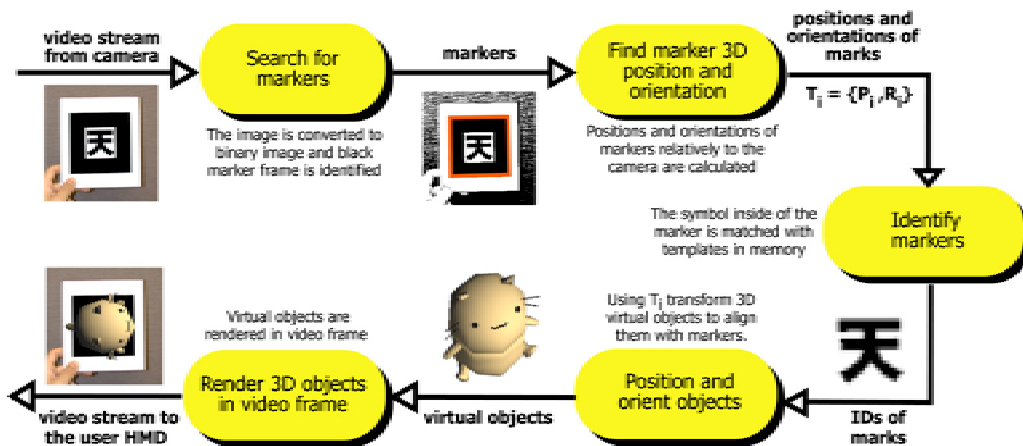 video stream
from camera
天
Search for
markers
The image is converted to
binary image and black
marker frame is identified
markers
天
Find marker 3D
position and
orientation
Positions and orientations of
markers relatively to the
camera are calculated
positions and
orientations of
marks
Ti = {Pi ,Ri}
Identify
markers
The symbol inside of the
marker is matched with
templates in memory
天
IDs of
marks
Position and
orient objects
Using Ti transform 3D
virtual objects to align
them with markers.
virtual objects
Render 3D objects
in video frame
Virtual objects are
rendered in video frame
video stream to
the user HMD